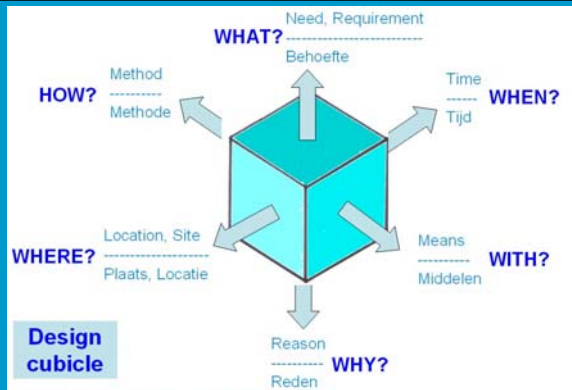 Need, Requirement
WHAT?
Behoefte
Method
HOW?
Methode
Time
WHEN?
Tijd
Location, Site
WHERE?
Plaats, Locatie
Means
WITH?
Middelen
Reason
WHY?
Reden
Design
cubicle